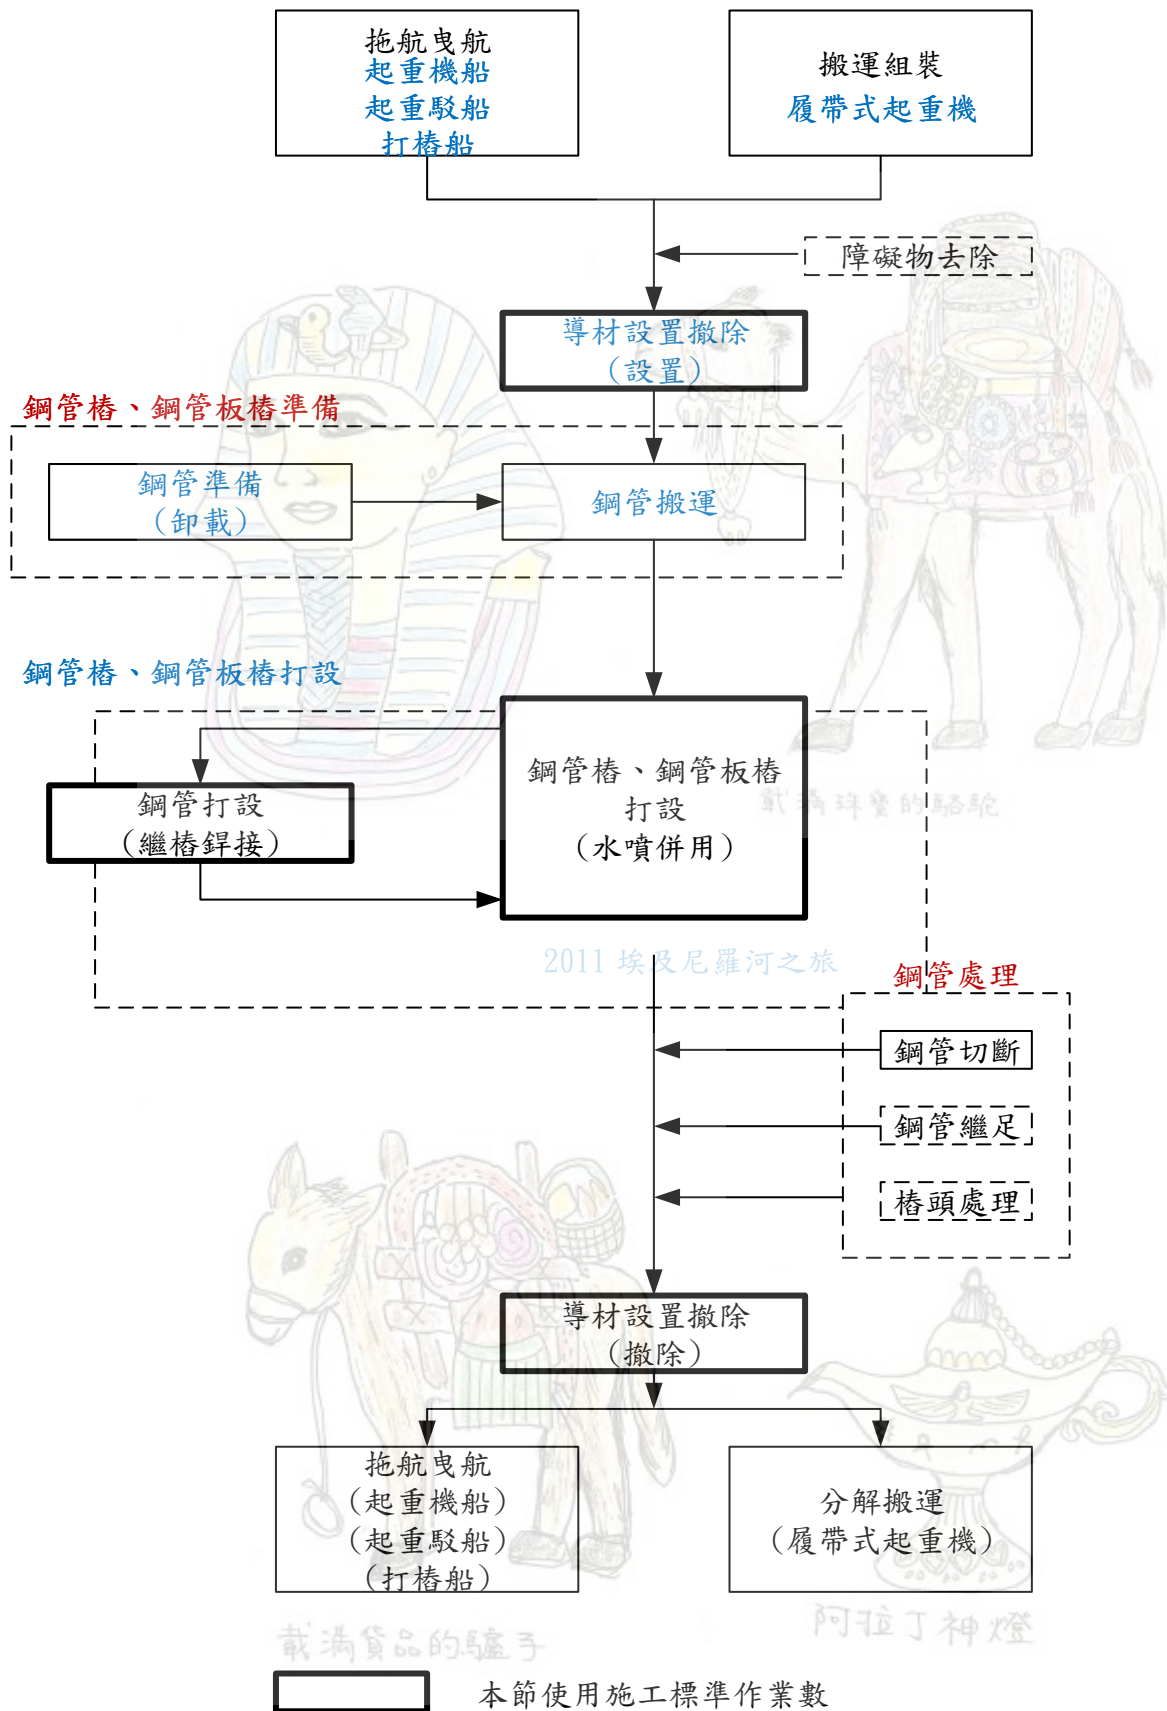 拖航曳航
起重機船
起重駁船
打樁船
搬運組裝
履帶式起重機
障礙物去除
導材設置撤除
（設置）
鋼管樁、鋼管板樁準備
鋼管準備
（卸載）
鋼管搬運
鋼管樁、鋼管板樁打設
鋼管樁、鋼管板樁
打設
（水噴併用）
鋼管打設
（繼樁銲接）
載滿珠寶的駱駝
2011 埃及尼羅河之旅
鋼管處理
鋼管切斷
鋼管繼足
樁頭處理
導材設置撤除
（撤除）
拖航曳航
（起重機船）
（起重駁船）
（打樁船）
分解搬運
（履帶式起重機）
載滿貨品的驢子
阿拉丁神燈
本節使用施工標準作業數